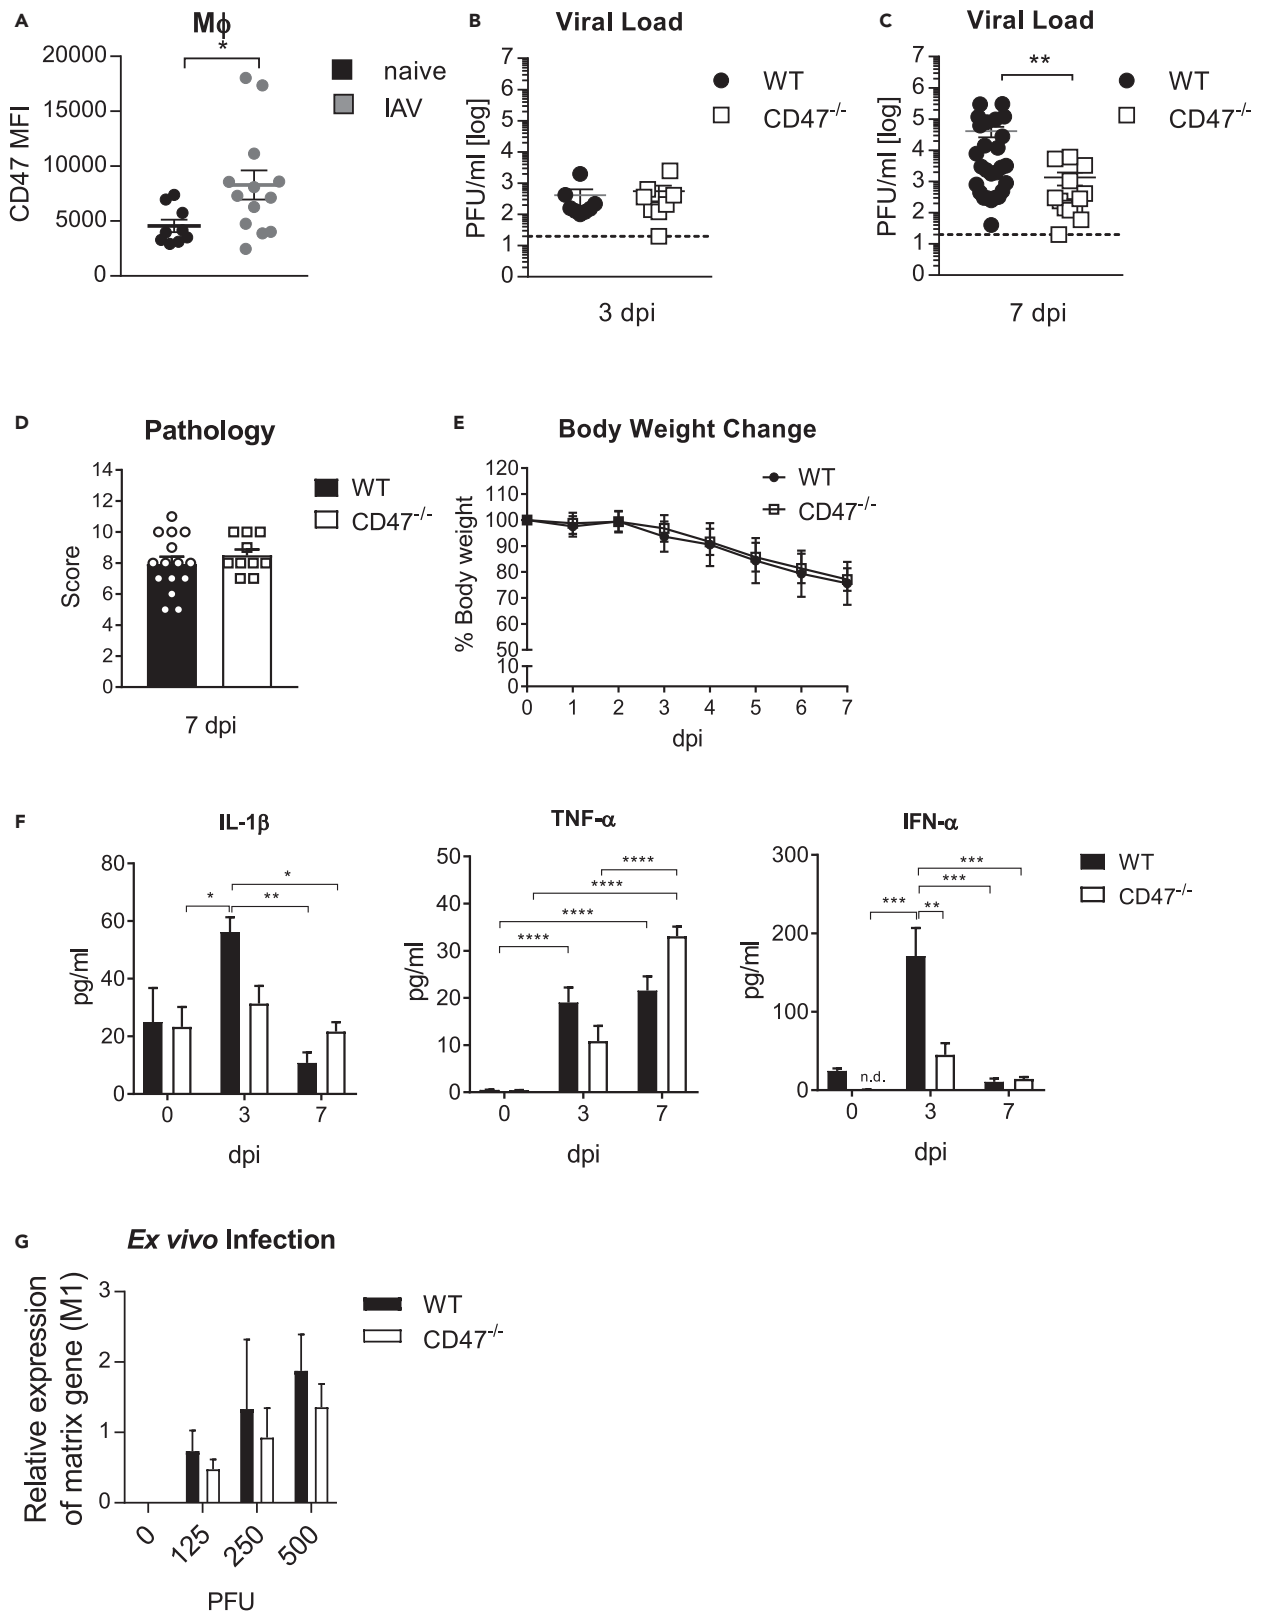 A
Mϕ
*
CD47 MFI
20000
15000
10000
5000
0
naive
IAV
B
Viral Load
PFU/ml [log]
7
6
5
4
3
2
1
0
WT
CD47-/-
3 dpi
C
Viral Load
**
PFU/ml [log]
7
6
5
4
3
2
1
0
WT
CD47-/-
7 dpi
D
Pathology
Score
14
12
10
8
6
4
2
0
WT
CD47-/-
7 dpi
E
Body Weight Change
% Body weight
120
110
100
90
80
70
60
50
10
0
WT
CD47-/-
0 1 2 3 4 5 6 7
dpi
F
IL-1β
pg/ml
80
60
40
20
0
*
**
*
0 3 7
dpi
TNF-α
pg/ml
50
40
30
20
10
0
****
****
****
****
0 3 7
dpi
IFN-α
pg/ml
300
200
100
0
***
***
*** **
n.d.
0 3 7
dpi
WT
CD47-/-
G
Ex vivo Infection
Relative expression
of matrix gene (M1)
3
2
1
0
WT
CD47-/-
0 125 250 500
PFU